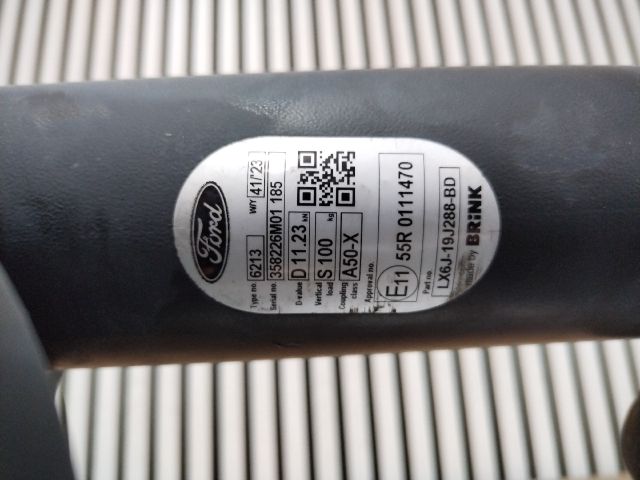 Ford
Type no. 6213 W/Y 41/'23
Serial no. 358226M01 185
D-value D 11.23 kN
Vertical load S 100 kg
Coupling class A50-X
Approval no.
E11 55R 0111470
Part no.
LX6J-19J288-BD
made by BRINK